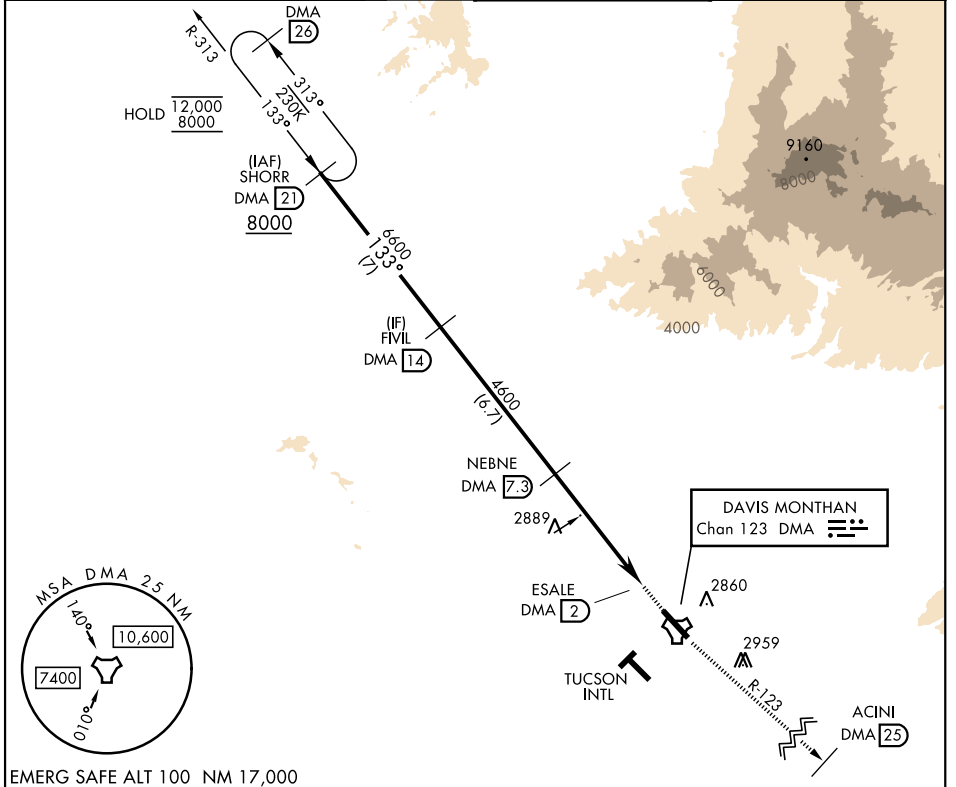 DMA
26
R-313
313°
230K
133°
HOLD 12,000
8000
(IAF)
SHORR
DMA 21
8000
6600
133°
(7)
9160
8000
6000
4000
(IF)
FIVIL
DMA 14
4600
(6.7)
NEBNE
DMA 7.3
2889
DAVIS MONTHAN
Chan 123 DMA
ESALE
DMA 2
2860
2959
TUCSON
INTL
R-123
ACINI
DMA 25
MSA DMA 25 NM
140°
10,600
7400
010°
EMERG SAFE ALT 100 NM 17,000